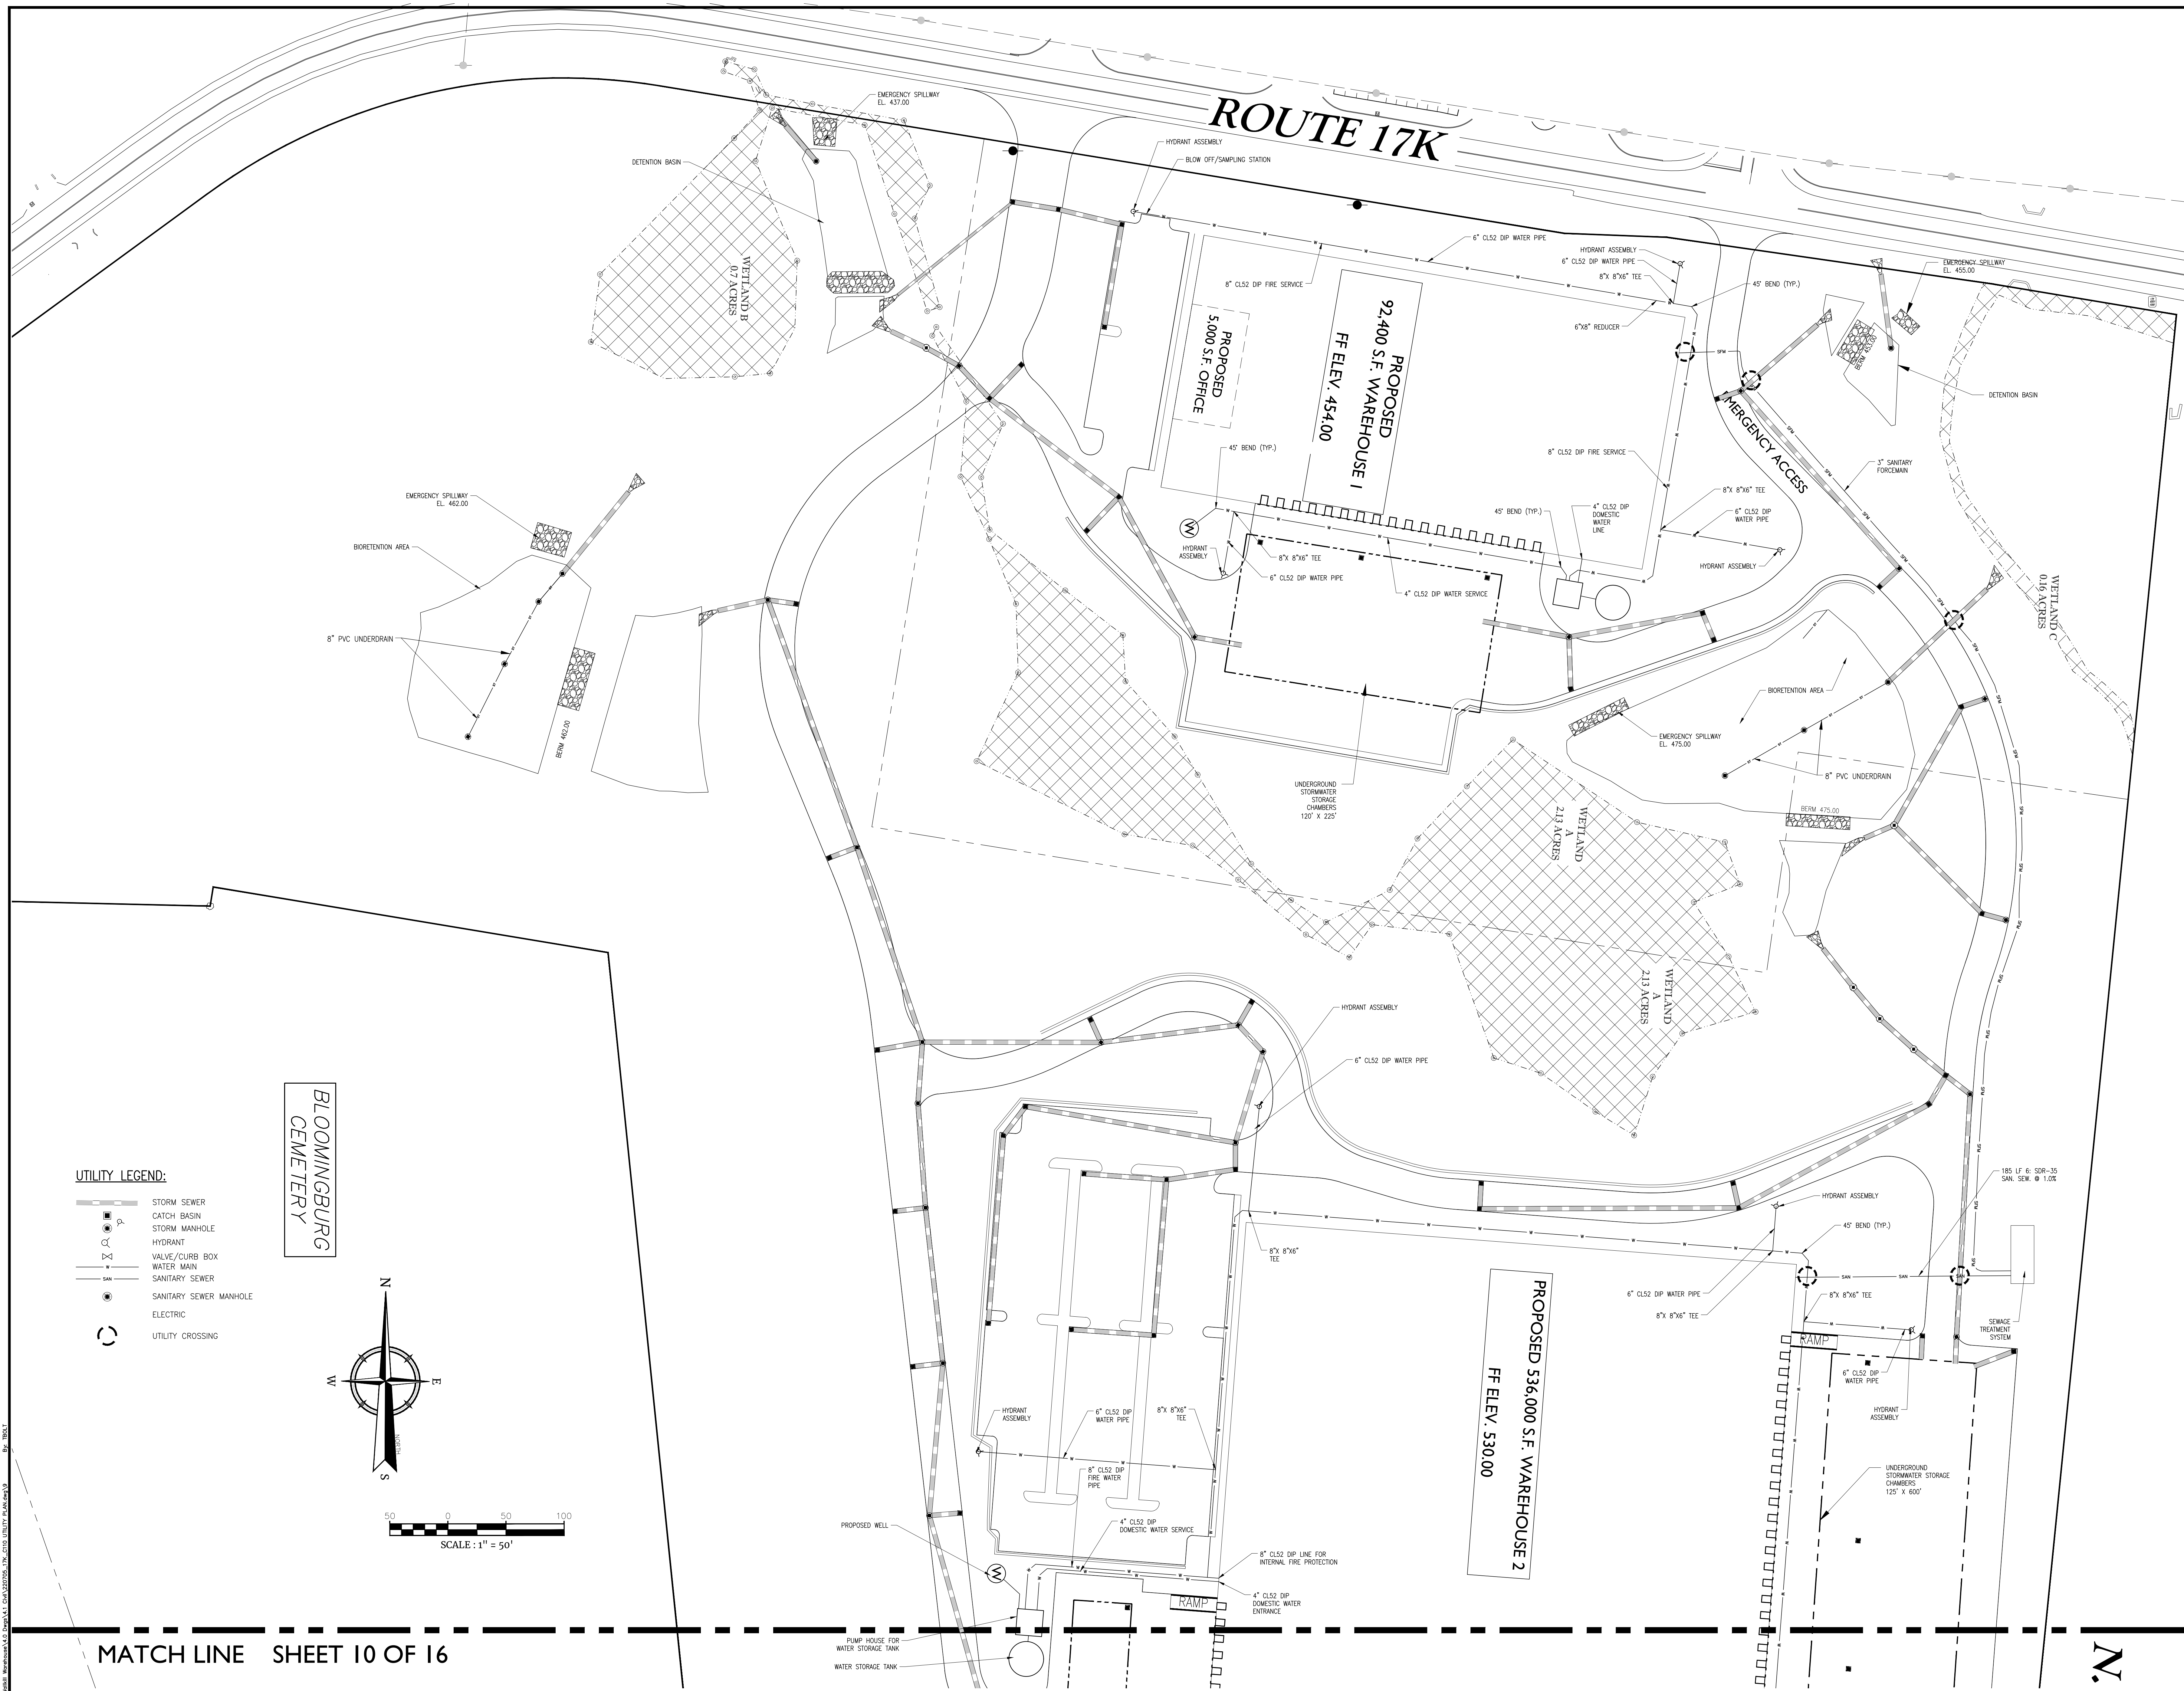 ROUTE 17K
EMERGENCY SPILLWAY
EL. 437.00
DETENTION BASIN
WETLAND B
0.7 ACRES
HYDRANT ASSEMBLY
BLOW OFF/SAMPLING STATION
6" CL52 DIP WATER PIPE
8" CL52 DIP FIRE SERVICE
HYDRANT ASSEMBLY
6" CL52 DIP WATER PIPE
8"X 8"X6" TEE
45° BEND (TYP.)
6"X8" REDUCER
EMERGENCY SPILLWAY
EL. 455.00
BERM 457.00
DETENTION BASIN
PROPOSED
5,000 S.F. OFFICE
PROPOSED
92,400 S.F. WAREHOUSE 1
FF ELEV. 454.00
SFM
EMERGENCY ACCESS
3" SANITARY
FORCEMAIN
8" CL52 DIP FIRE SERVICE
8"X 8"X6" TEE
6" CL52 DIP
WATER PIPE
HYDRANT ASSEMBLY
45° BEND (TYP.)
W
HYDRANT
ASSEMBLY
8"X 8"X6" TEE
6" CL52 DIP WATER PIPE
45° BEND (TYP.)
4" CL52 DIP
DOMESTIC
WATER
LINE
4" CL52 DIP WATER SERVICE
EMERGENCY SPILLWAY
EL. 462.00
BIORETENTION AREA
8" PVC UNDERDRAIN
BERM 462.00
WETLAND C
0.16 ACRES
BIORETENTION AREA
EMERGENCY SPILLWAY
EL. 475.00
8" PVC UNDERDRAIN
BERM 475.00
UNDERGROUND
STORMWATER
STORAGE
CHAMBERS
120' X 225'
WETLAND
A
2.13 ACRES
WETLAND
A
2.13 ACRES
HYDRANT ASSEMBLY
6" CL52 DIP WATER PIPE
BLOOMINGBURG
CEMETERY
UTILITY LEGEND:
STORM SEWER
CATCH BASIN
STORM MANHOLE
HYDRANT
VALVE/CURB BOX
W WATER MAIN
SAN SANITARY SEWER
SANITARY SEWER MANHOLE
ELECTRIC
UTILITY CROSSING
N
W
E
S
NORTH
50 0 50 100
SCALE : 1" = 50'
8"X 8"X6"
TEE
HYDRANT ASSEMBLY
45° BEND (TYP.)
185 LF 6: SDR-35
SAN. SEW. @ 1.0%
6" CL52 DIP WATER PIPE
8"X 8"X6" TEE
SAN SAN SAN
8"X 8"X6" TEE
RAMP
SEWAGE
TREATMENT
SYSTEM
6" CL52 DIP
WATER PIPE
HYDRANT
ASSEMBLY
PROPOSED 536,000 S.F. WAREHOUSE 2
FF ELEV. 530.00
HYDRANT
ASSEMBLY
6" CL52 DIP
WATER PIPE
8"X 8"X6"
TEE
8" CL52 DIP
FIRE WATER
PIPE
4" CL52 DIP
DOMESTIC WATER SERVICE
PROPOSED WELL
W
8" CL52 DIP LINE FOR
INTERNAL FIRE PROTECTION
4" CL52 DIP
DOMESTIC WATER
ENTRANCE
RAMP
UNDERGROUND
STORMWATER STORAGE
CHAMBERS
125' X 600'
PUMP HOUSE FOR
WATER STORAGE TANK
WATER STORAGE TANK
MATCH LINE SHEET 10 OF 16
N.
By: TBOLT